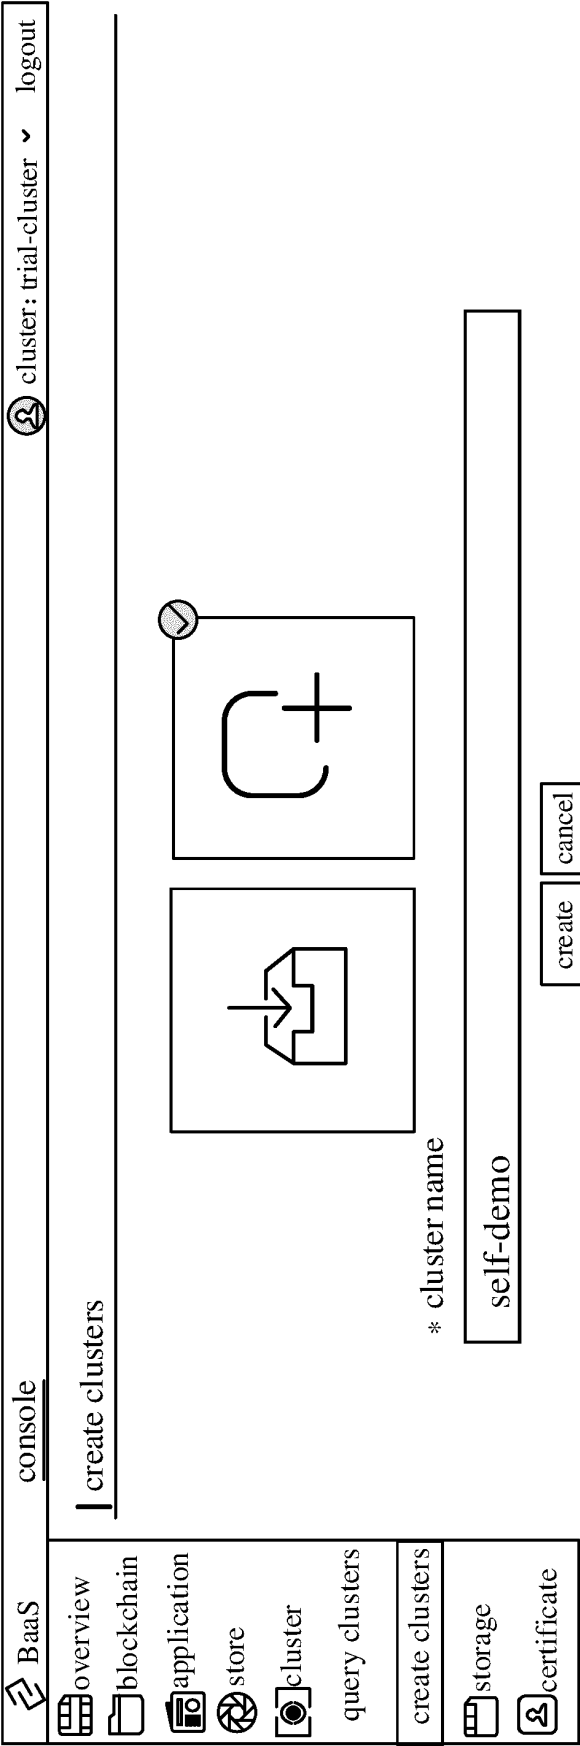 BaaS console cluster: trial-cluster logout
overview
blockchain
application
store
cluster
query clusters
create clusters
storage
certificate
create clusters
* cluster name
self-demo
create cancel